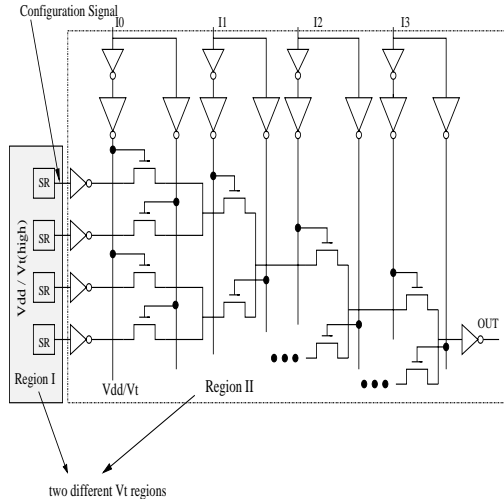 Configuration Signal
I0
I1
I2
I3
SR
SR
SR
SR
Vdd / Vt(high)
Region I
Vdd/Vt
Region II
OUT
two different Vt regions